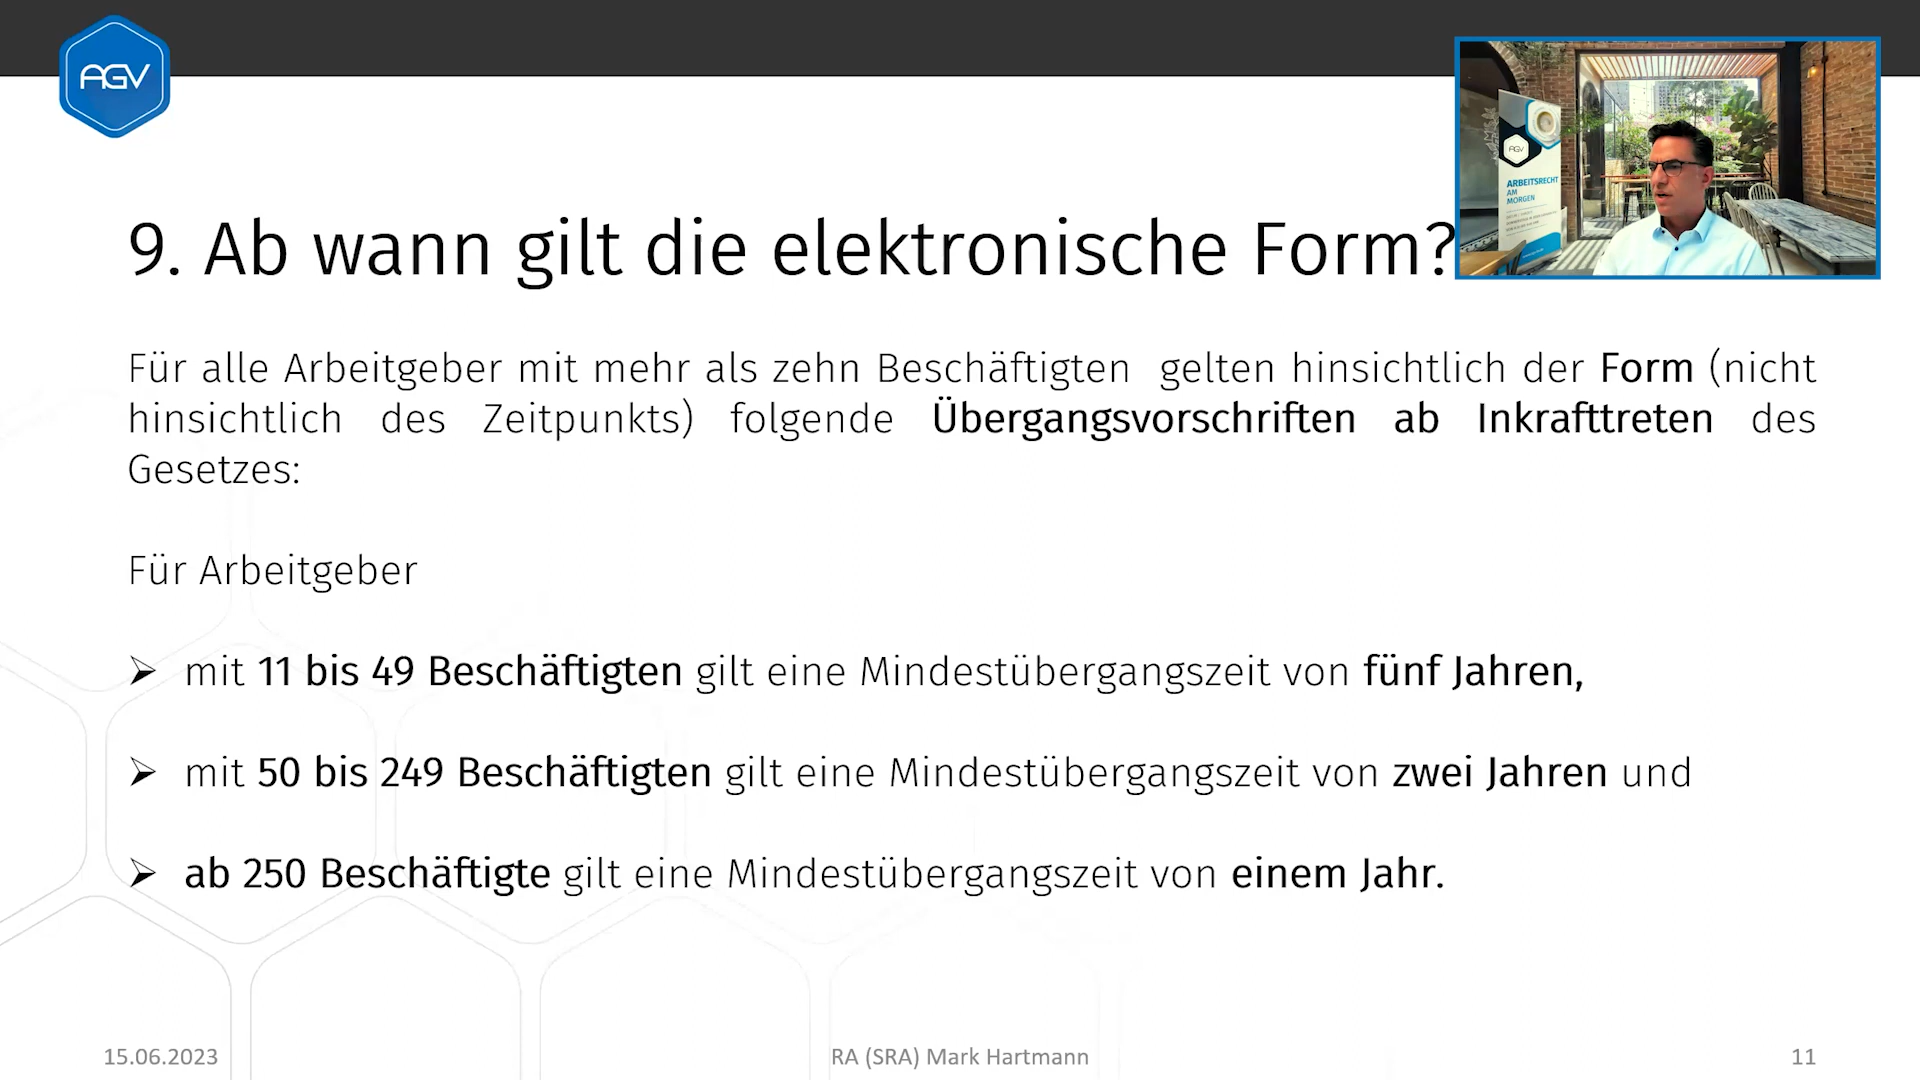 AGV
AGV
ARBEITSRECHT
AM
MORGEN
9. Ab wann gilt die elektronische Form?
Für alle Arbeitgeber mit mehr als zehn Beschäftigten gelten hinsichtlich der Form (nicht
hinsichtlich des Zeitpunkts) folgende Übergangsvorschriften ab Inkrafttreten des
Gesetzes:
Für Arbeitgeber
➢ mit 11 bis 49 Beschäftigten gilt eine Mindestübergangszeit von fünf Jahren,
➢ mit 50 bis 249 Beschäftigten gilt eine Mindestübergangszeit von zwei Jahren und
➢ ab 250 Beschäftigte gilt eine Mindestübergangszeit von einem Jahr.
15.06.2023
RA (SRA) Mark Hartmann
11